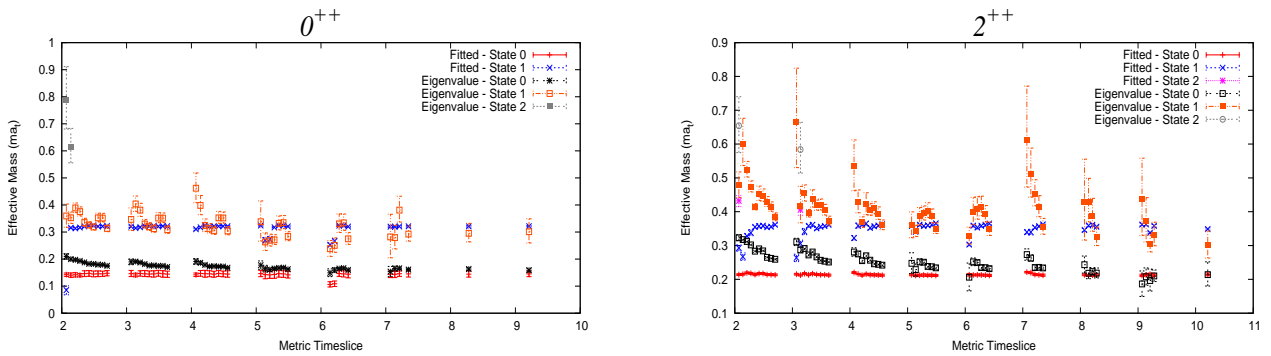 0++
1
0.9
0.8
0.7
0.6
0.5
0.4
0.3
0.2
0.1
0
Effective Mass (ma_t)
2 3 4 5 6 7 8 9 10
Metric Timeslice
Fitted - State 0
Fitted - State 1
Eigenvalue - State 0
Eigenvalue - State 1
Eigenvalue - State 2
2++
0.9
0.8
0.7
0.6
0.5
0.4
0.3
0.2
0.1
Effective Mass (ma_t)
2 3 4 5 6 7 8 9 10 11
Metric Timeslice
Fitted - State 0
Fitted - State 1
Fitted - State 2
Eigenvalue - State 0
Eigenvalue - State 1
Eigenvalue - State 2